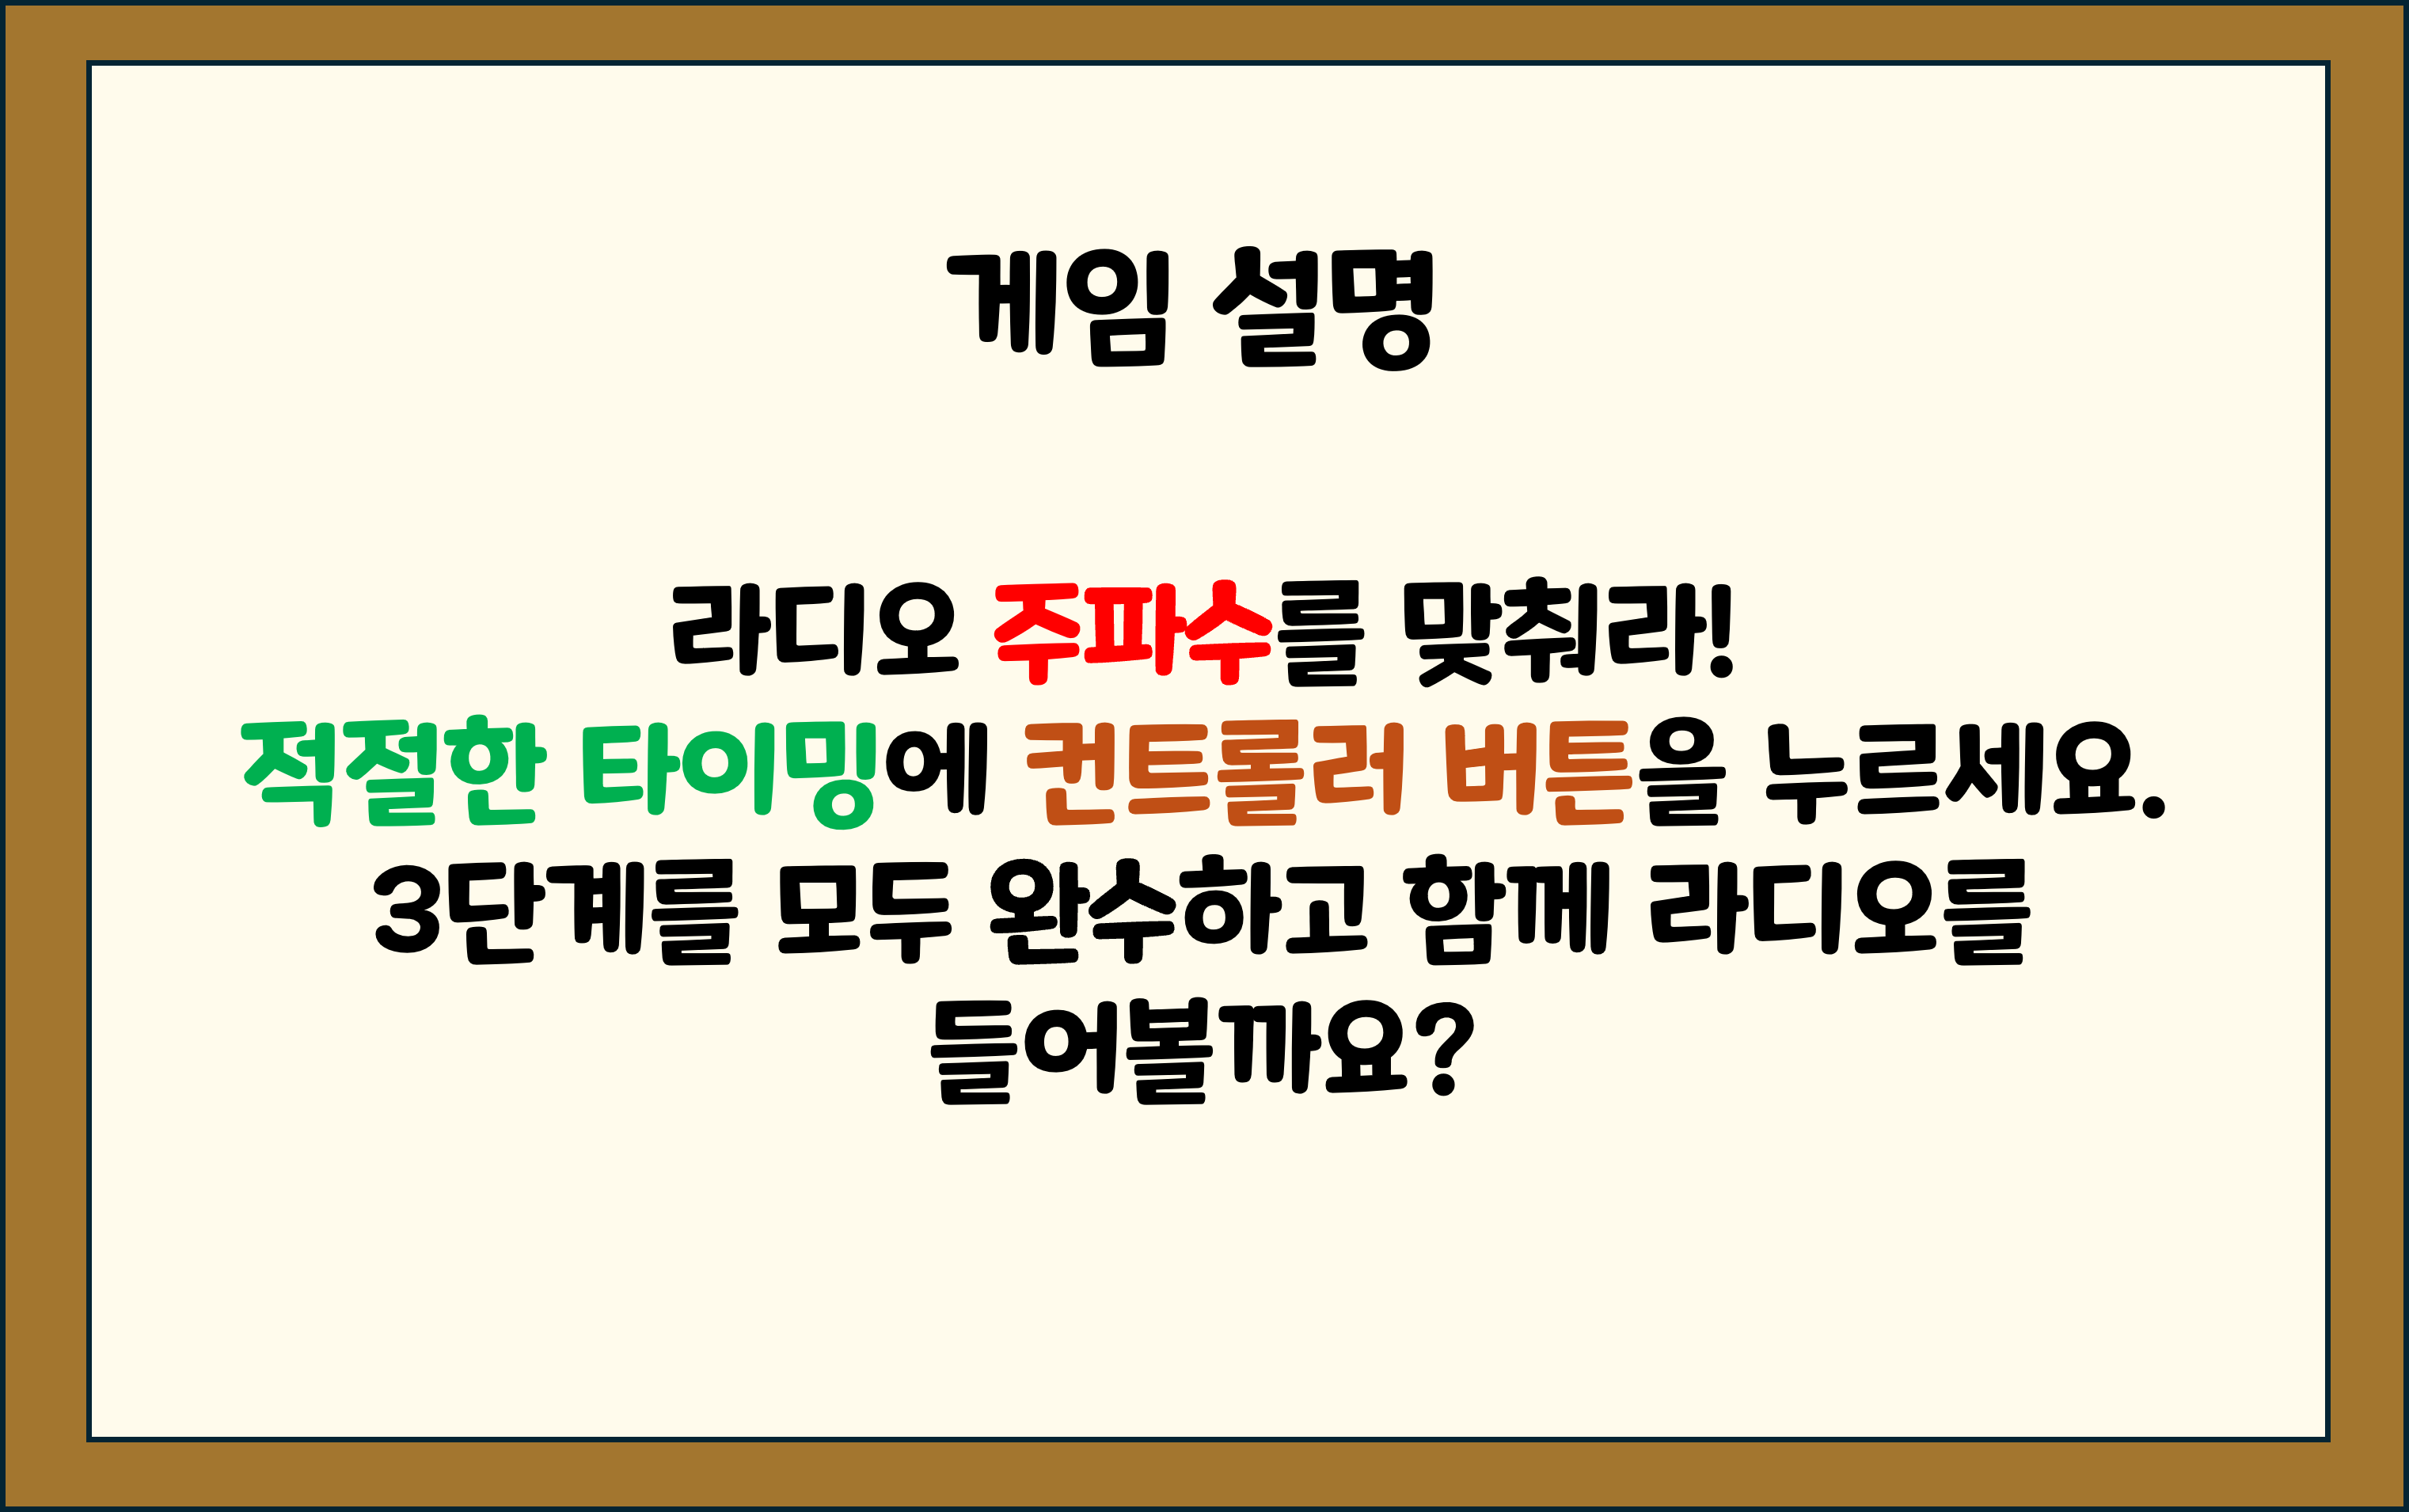 게임 설명
라디오 주파수를 맞춰라!
적절한 타이밍에 컨트롤러 버튼을 누르세요.
3단계를 모두 완수하고 함께 라디오를
들어볼까요?